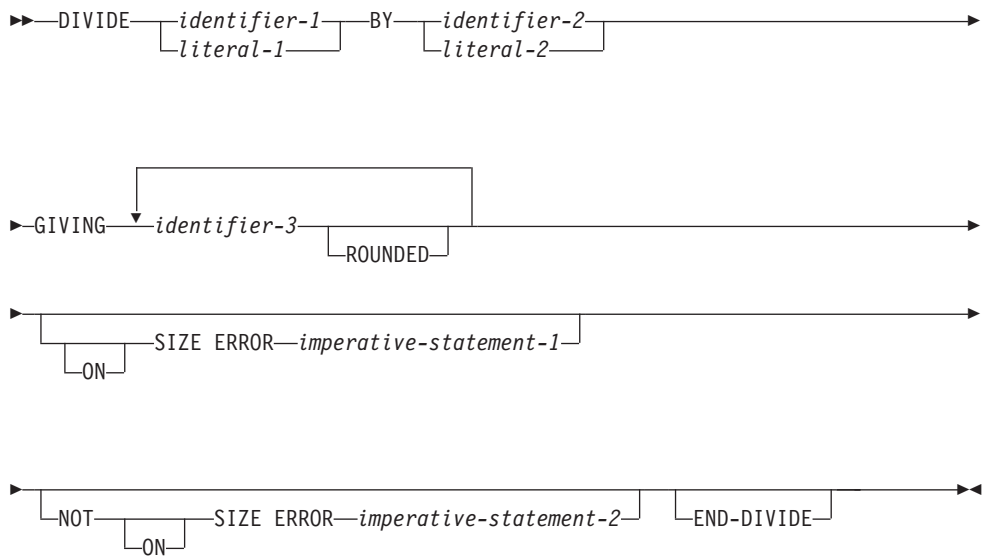 DIVIDE identifier-1 BY identifier-2
literal-1 literal-2
GIVING identifier-3
ROUNDED
SIZE ERROR imperative-statement-1
ON
NOT SIZE ERROR imperative-statement-2 END-DIVIDE
ON